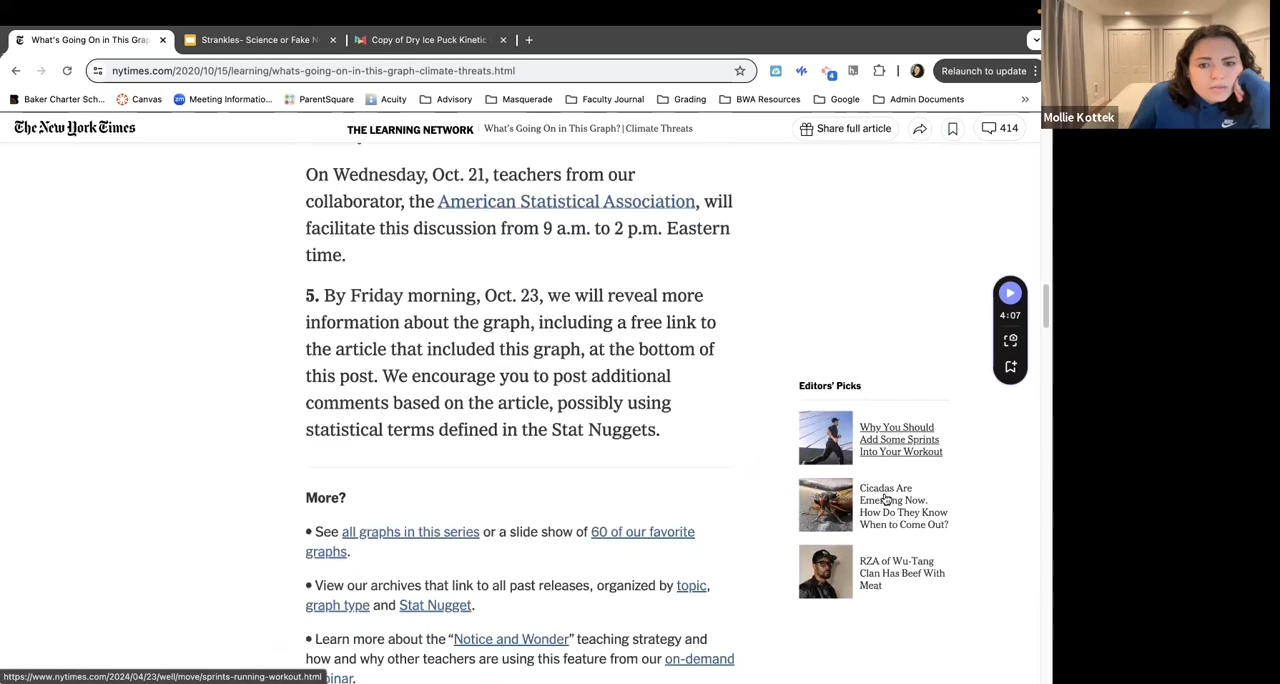 What's Going On in This Grap
Strankles- Science or Fake N
Copy of Dry Ice Puck Kinetic
nytimes.com/2020/10/15/learning/whats-going-on-in-this-graph-climate-threats.html
4
Relaunch to update
Baker Charter Sch...
Canvas
Meeting Informatio...
ParentSquare
Acuity
Advisory
Masquerade
Faculty Journal
Grading
BWA Resources
Google
Admin Documents
Mollie Kottek
The New York Times
THE LEARNING NETWORK
What's Going On in This Graph? | Climate Threats
Share full article
414
On Wednesday, Oct. 21, teachers from our
collaborator, the American Statistical Association, will
facilitate this discussion from 9 a.m. to 2 p.m. Eastern
time.
5. By Friday morning, Oct. 23, we will reveal more
information about the graph, including a free link to
the article that included this graph, at the bottom of
this post. We encourage you to post additional
comments based on the article, possibly using
statistical terms defined in the Stat Nuggets.
More?
• See all graphs in this series or a slide show of 60 of our favorite
graphs.
• View our archives that link to all past releases, organized by topic,
graph type and Stat Nugget.
• Learn more about the “Notice and Wonder” teaching strategy and
how and why other teachers are using this feature from our on-demand
4:07
Editors' Picks
Why You Should
Add Some Sprints
Into Your Workout
Cicadas Are
Emerging Now.
How Do They Know
When to Come Out?
RZA of Wu-Tang
Clan Has Beef With
Meat
https://www.nytimes.com/2024/04/23/well/move/sprints-running-workout.html